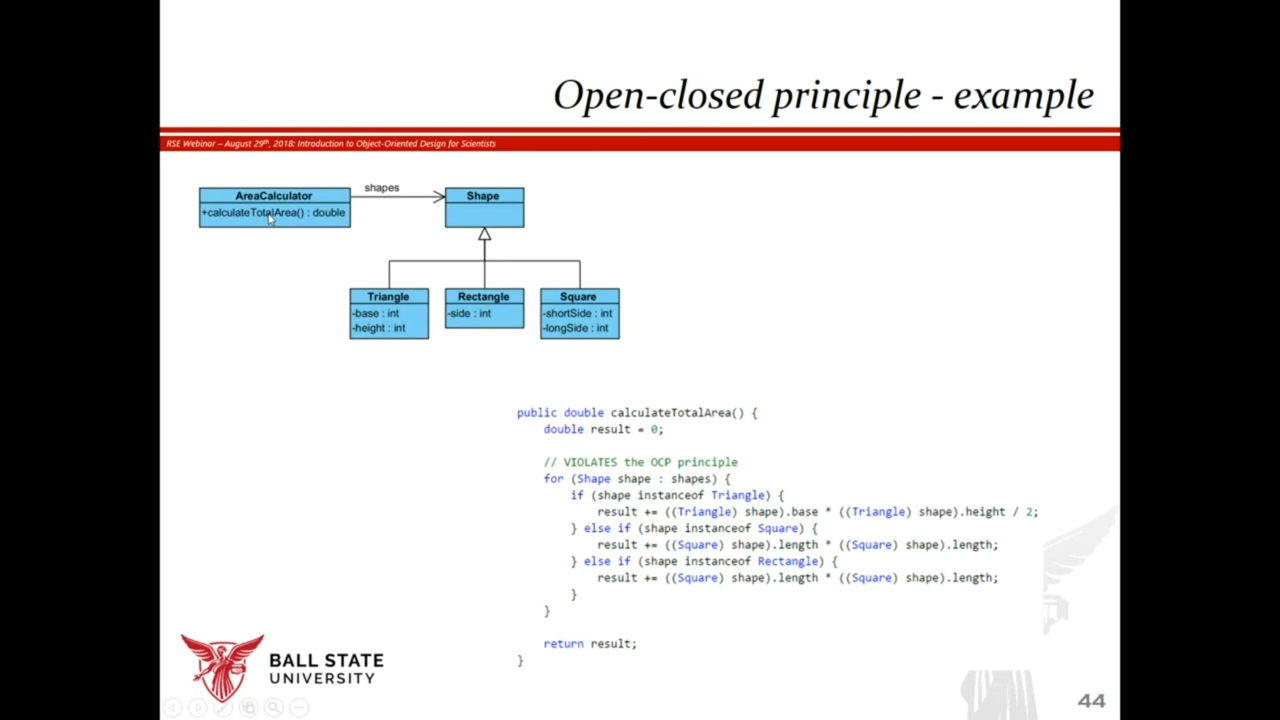 Open-closed principle - example
RSE Webinar – August 29th, 2018: Introduction to Object-Oriented Design for Scientists
AreaCalculator
+calculateTotalArea() : double
shapes
Shape
Triangle
-base : int
-height : int
Rectangle
-side : int
Square
-shortSide : int
-longSide : int
public double calculateTotalArea() {
double result = 0;
// VIOLATES the OCP principle
for (Shape shape : shapes) {
if (shape instanceof Triangle) {
result += ((Triangle) shape).base * ((Triangle) shape).height / 2;
} else if (shape instanceof Square) {
result += ((Square) shape).length * ((Square) shape).length;
} else if (shape instanceof Rectangle) {
result += ((Square) shape).length * ((Square) shape).length;
}
}
return result;
}
BALL STATE
UNIVERSITY
44